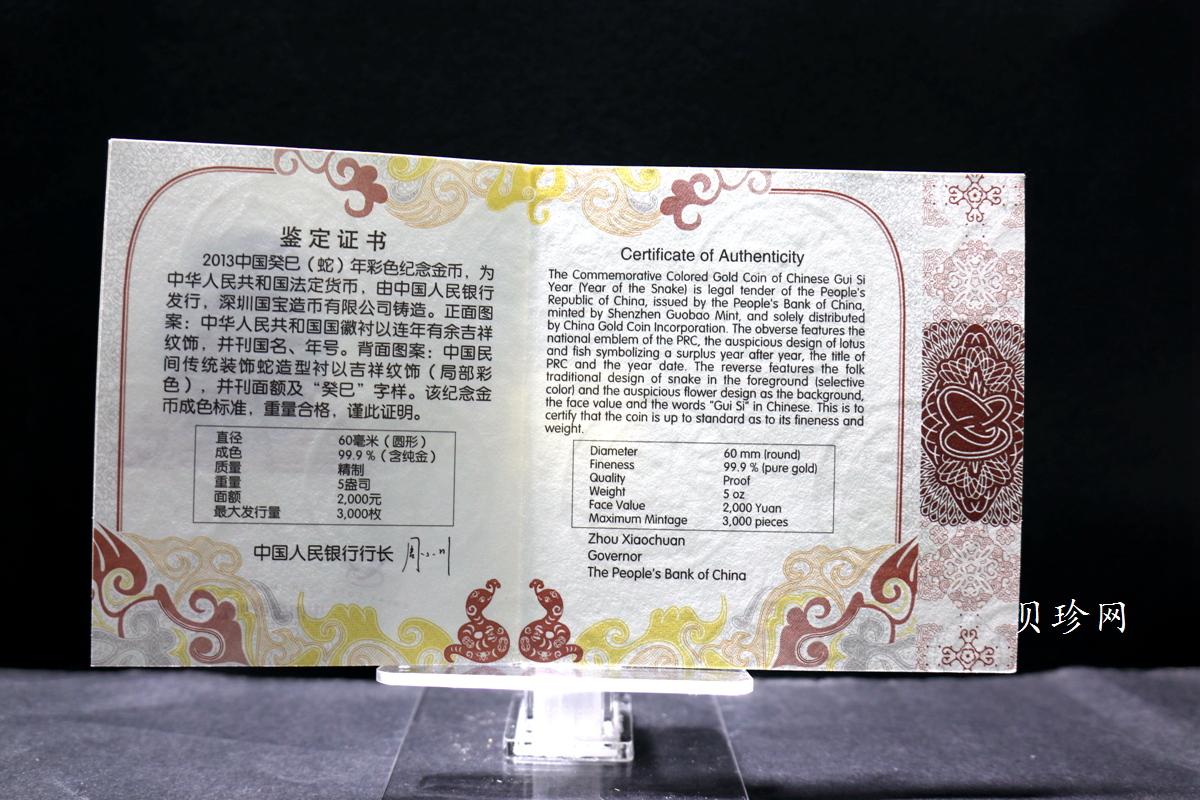 鉴定证书
2013中国癸巳（蛇）年彩色纪念金币，为
中华人民共和国法定货币，由中国人民银行
发行，深圳国宝造币有限公司铸造。正面图
案：中华人民共和国国徽衬以连年有余吉祥
纹饰，并刊国名、年号。背面图案：中国民
间传统装饰蛇造型衬以吉祥纹饰（局部彩
色），并刊面额及“癸巳”字样。该纪念金
币成色标准，重量合格，谨此证明。
直径 60毫米（圆形）
成色 99.9％（含纯金）
质量 精制
重量 5盎司
面额 2,000元
最大发行量 3,000枚
中国人民银行行长 周小川
Certificate of Authenticity
The Commemorative Colored Gold Coin of Chinese Gui Si
Year (Year of the Snake) is legal tender of the People's
Republic of China, issued by the People's Bank of China,
minted by Shenzhen Guobao Mint, and solely distributed
by China Gold Coin Incorporation. The obverse features the
national emblem of the PRC, the auspicious design of lotus
and fish symbolizing a surplus year after year, the title of
PRC and the year date. The reverse features the folk
traditional design of snake in the foreground (selective
color) and the auspicious flower design as the background,
the face value and the words "Gui Si" in Chinese. This is to
certify that the coin is up to standard as to its fineness and
weight.
Diameter 60 mm (round)
Fineness 99.9 % (pure gold)
Quality Proof
Weight 5 oz
Face Value 2,000 Yuan
Maximum Mintage 3,000 pieces
Zhou Xiaochuan
Governor
The People's Bank of China
贝珍网